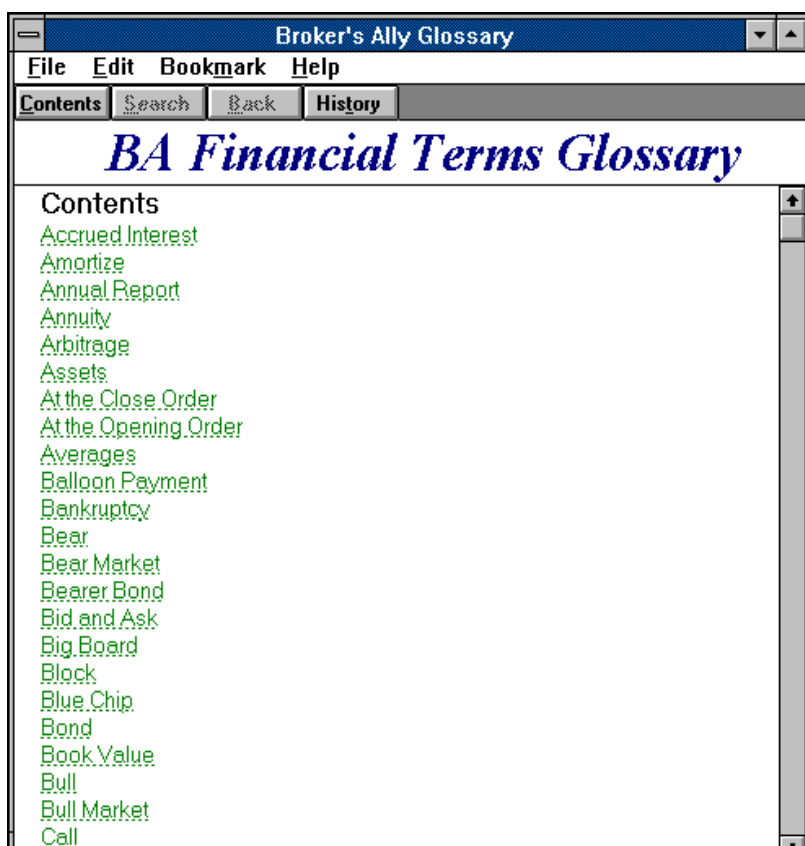 Broker's Ally Glossary
File Edit Bookmark Help
Contents Search Back History
BA Financial Terms Glossary
Contents
Accrued Interest
Amortize
Annual Report
Annuity
Arbitrage
Assets
At the Close Order
At the Opening Order
Averages
Balloon Payment
Bankruptcy
Bear
Bear Market
Bearer Bond
Bid and Ask
Big Board
Block
Blue Chip
Bond
Book Value
Bull
Bull Market
Call